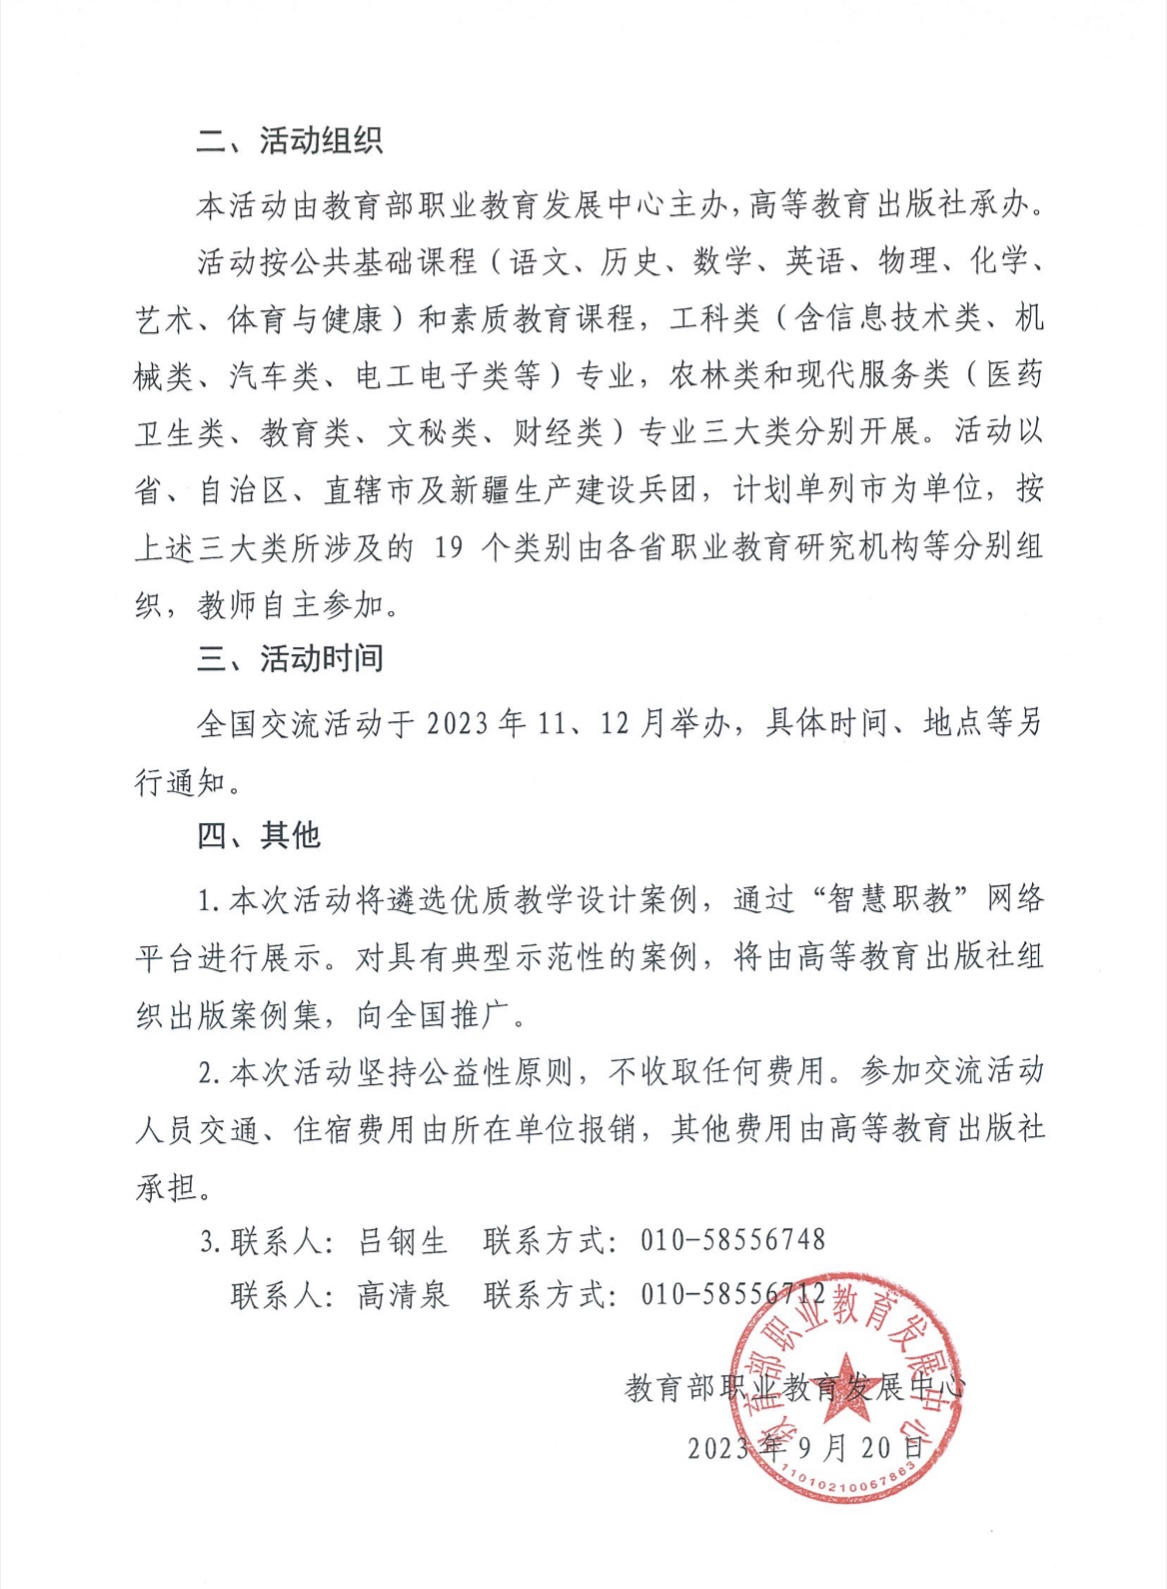 二、活动组织
本活动由教育部职业教育发展中心主办，高等教育出版社承办。
活动按公共基础课程（语文、历史、数学、英语、物理、化学、
艺术、体育与健康）和素质教育课程，工科类（含信息技术类、机
械类、汽车类、电工电子类等）专业，农林类和现代服务类（医药
卫生类、教育类、文秘类、财经类）专业三大类分别开展。活动以
省、自治区、直辖市及新疆生产建设兵团，计划单列市为单位，按
上述三大类所涉及的 19 个类别由各省职业教育研究机构等分别组
织，教师自主参加。
三、活动时间
全国交流活动于 2023 年 11、12 月举办，具体时间、地点等另
行通知。
四、其他
1.本次活动将遴选优质教学设计案例，通过“智慧职教”网络
平台进行展示。对具有典型示范性的案例，将由高等教育出版社组
织出版案例集，向全国推广。
2.本次活动坚持公益性原则，不收取任何费用。参加交流活动
人员交通、住宿费用由所在单位报销，其他费用由高等教育出版社
承担。
3.联系人：吕钢生 联系方式：010-58556748
联系人：高清泉 联系方式：010-58556712
教育部职业教育发展中心
2023 年 9 月 20 日
教育部职业教育发展中心
11010210067863